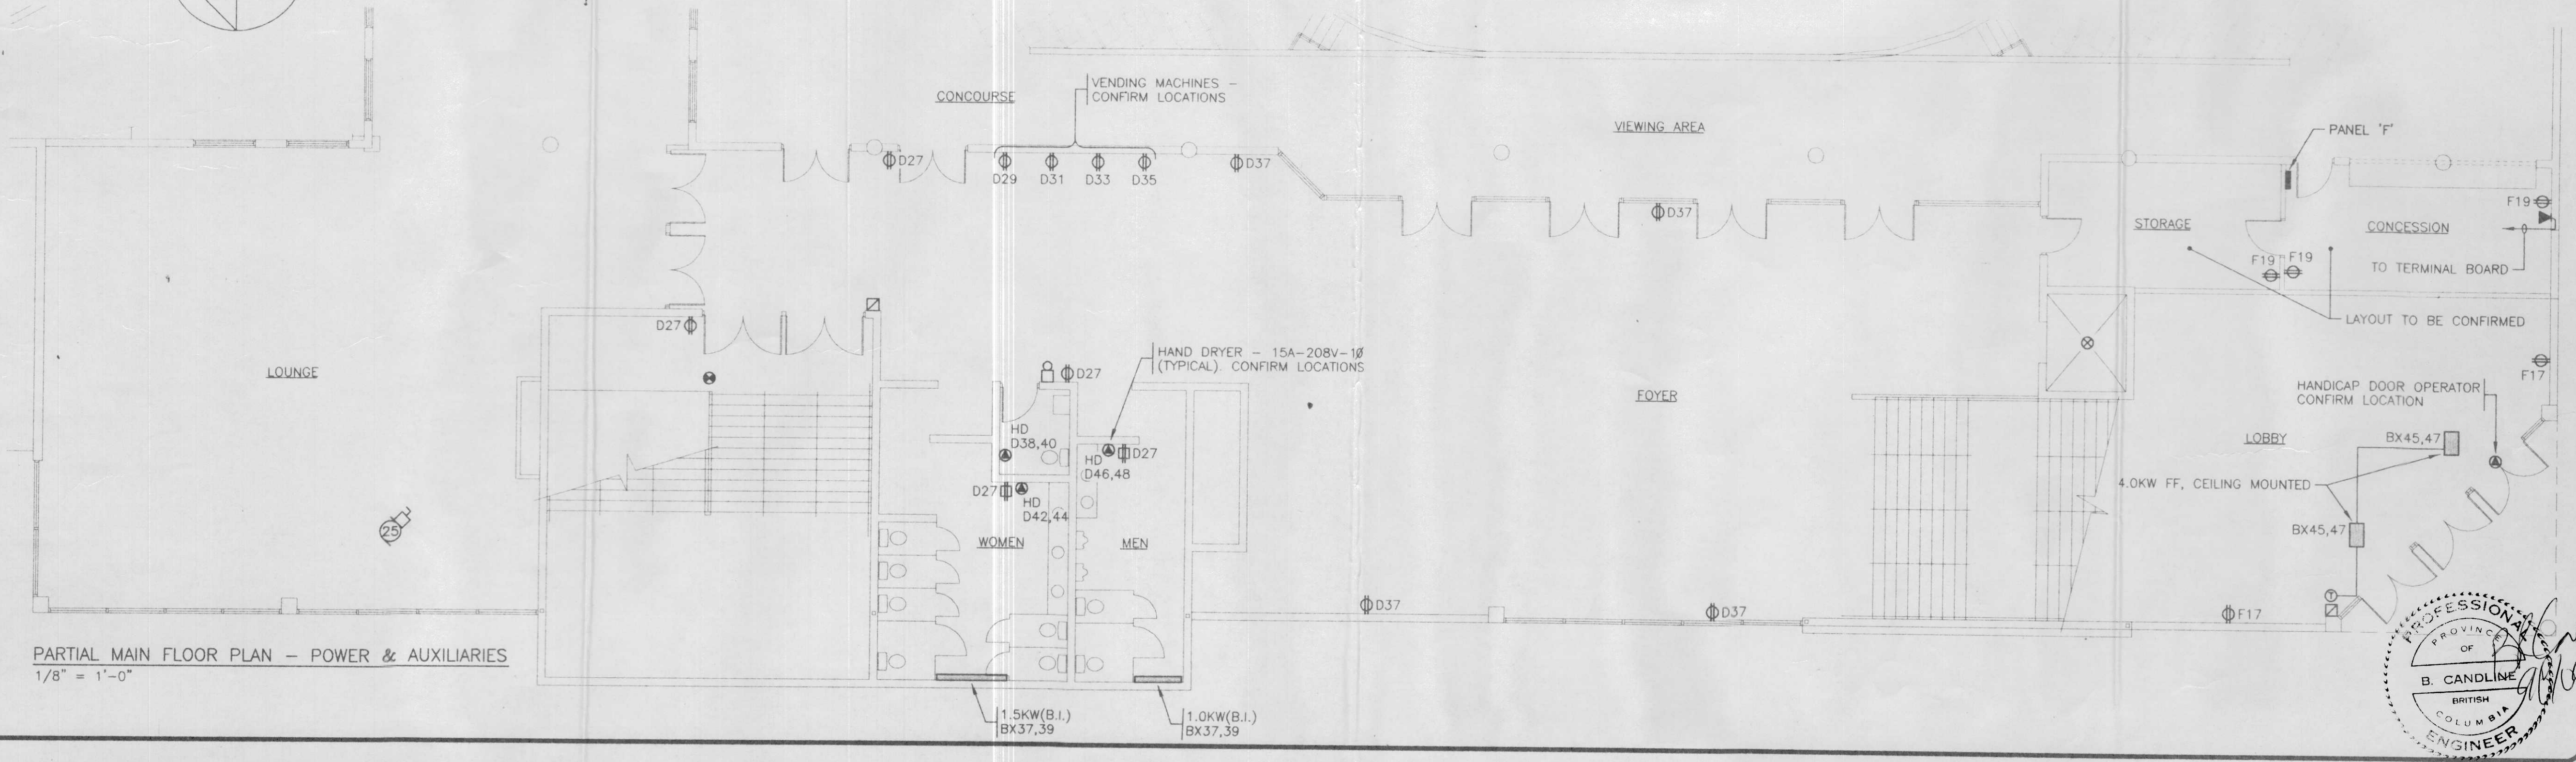 VENDING MACHINES -
CONFIRM LOCATIONS
CONCOURSE
VIEWING AREA
PANEL 'F'
D27
D29
D31
D33
D35
D37
D37
F19
STORAGE
CONCESSION
F19
F19
TO TERMINAL BOARD
D27
LAYOUT TO BE CONFIRMED
HAND DRYER - 15A-208V-1Ø
(TYPICAL). CONFIRM LOCATIONS
LOUNGE
D27
F17
HANDICAP DOOR OPERATOR
CONFIRM LOCATION
FOYER
HD
D38,40
LOBBY
BX45,47
D27
HD
D46,48
4.0KW FF, CEILING MOUNTED
D27
HD
D42,44
25
BX45,47
WOMEN
MEN
T
D37
D37
F17
PARTIAL MAIN FLOOR PLAN - POWER & AUXILIARIES
1/8" = 1'-0"
1.5KW(B.I.)
BX37,39
1.0KW(B.I.)
BX37,39
PROFESSIONAL
PROVINCE
OF
B. CANDLINE
BRITISH
COLUMBIA
ENGINEER